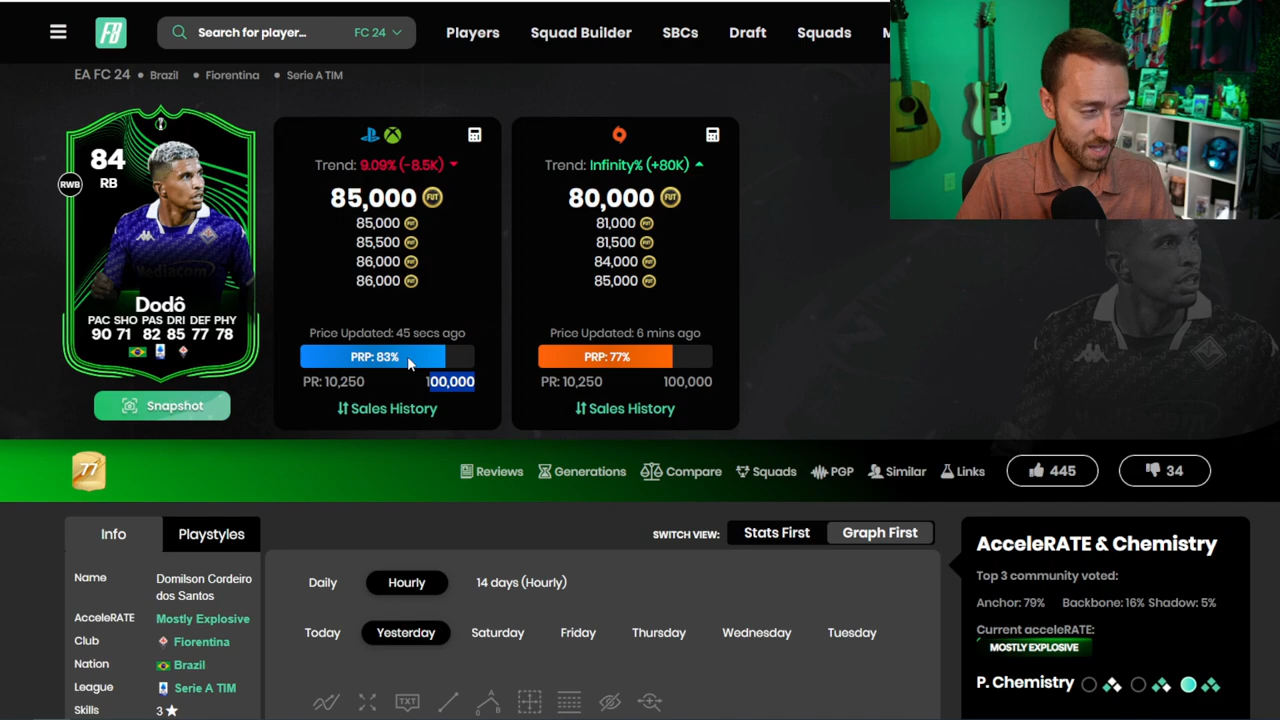 FB
Search for player...
FC 24
Players
Squad Builder
SBCs
Draft
Squads
M
EA FC 24
Brazil
Fiorentina
Serie A TIM
84
RB
RWB
Mediacom
Dodô
PAC SHO PAS DRI DEF PHY
90 71 82 85 77 78
Snapshot
Trend: 9.09% (-8.5K)
85,000
FUT
85,000
85,500
86,000
86,000
Price Updated: 45 secs ago
PRP: 83%
PR: 10,250
100,000
Sales History
Trend: Infinity% (+80K)
80,000
FUT
81,000
81,500
84,000
85,000
Price Updated: 6 mins ago
PRP: 77%
PR: 10,250
100,000
Sales History
77
Reviews
Generations
Compare
Squads
PGP
Similar
Links
445
34
Info
Playstyles
Name
Domilson Cordeiro
dos Santos
AcceleRATE
Mostly Explosive
Club
Fiorentina
Nation
Brazil
League
Serie A TIM
Skills
3
SWITCH VIEW:
Stats First
Graph First
Daily
Hourly
14 days (Hourly)
Today
Yesterday
Saturday
Friday
Thursday
Wednesday
Tuesday
TXT
AcceleRATE & Chemistry
Top 3 community voted:
Anchor: 79%
Backbone: 16%
Shadow: 5%
Current acceleRATE:
MOSTLY EXPLOSIVE
P. Chemistry